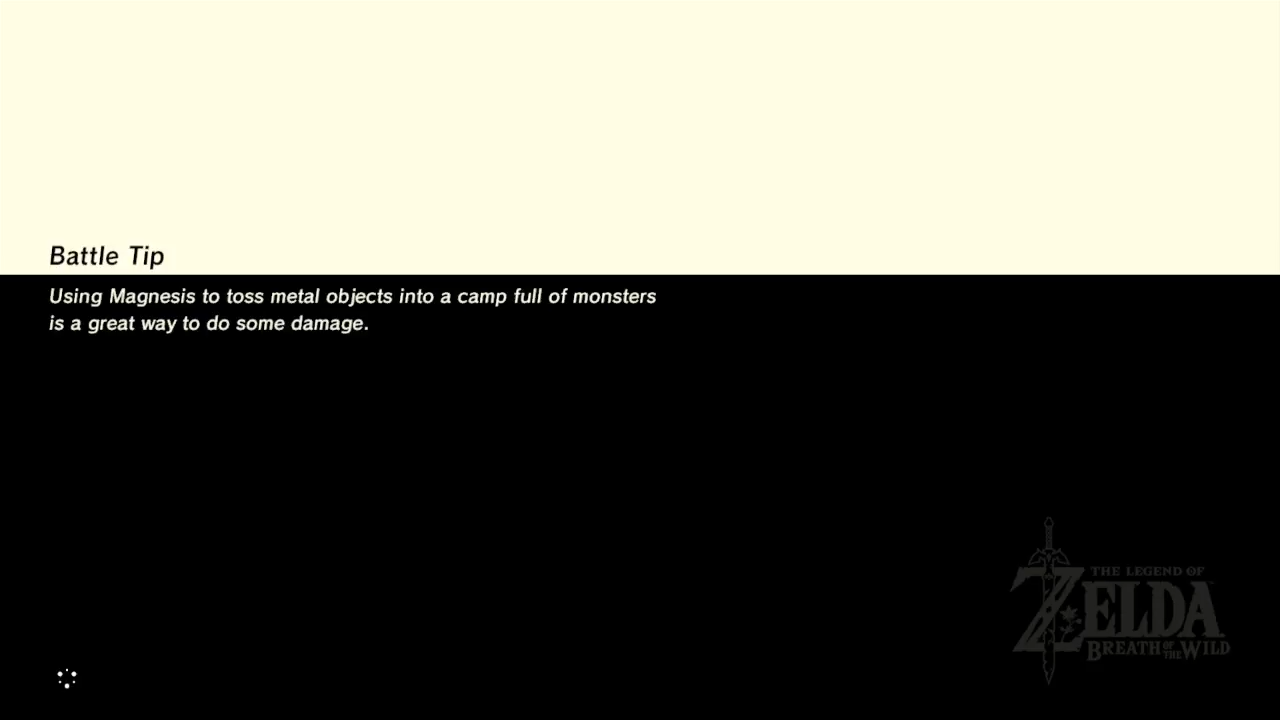 Battle Tip
Using Magnesis to toss metal objects into a camp full of monsters
is a great way to do some damage.
THE LEGEND OF
ZELDA
BREATH OF THE WILD